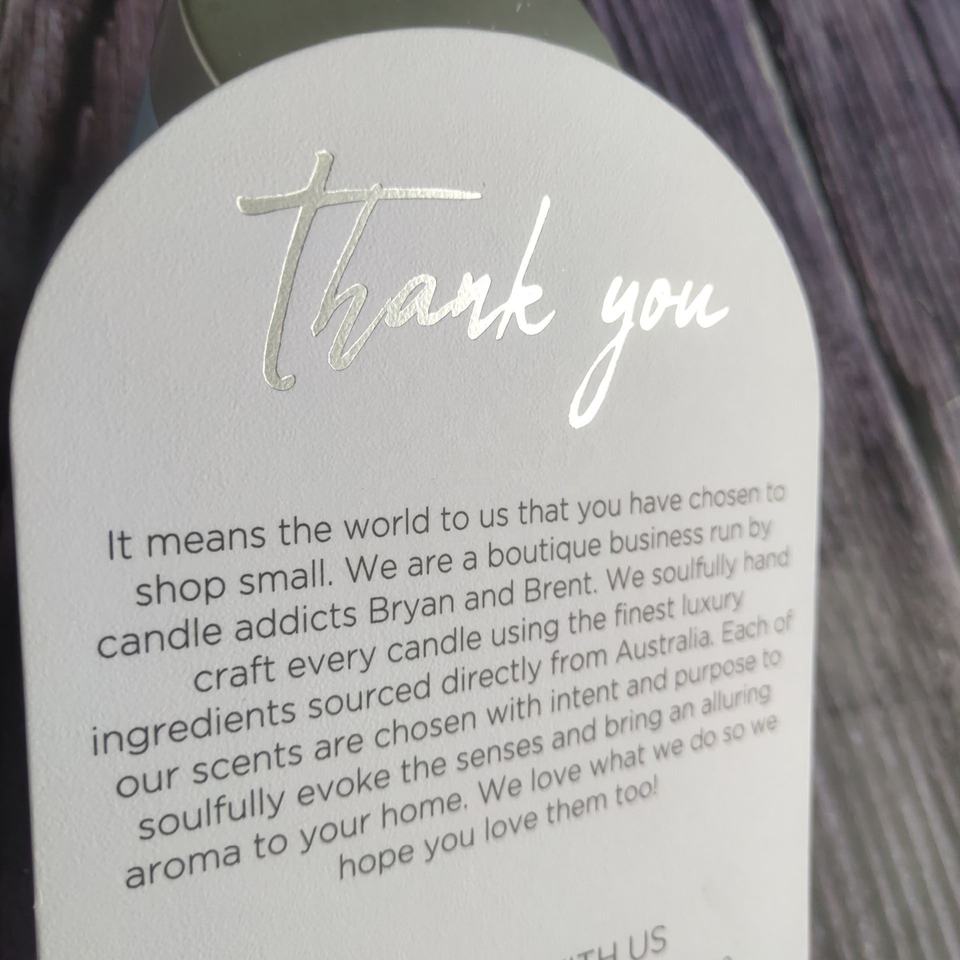 Thank you
It means the world to us that you have chosen to
shop small. We are a boutique business run by
candle addicts Bryan and Brent. We soulfully hand
craft every candle using the finest luxury
ingredients sourced directly from Australia. Each of
our scents are chosen with intent and purpose to
soulfully evoke the senses and bring an alluring
aroma to your home. We love what we do so we
hope you love them too!
US